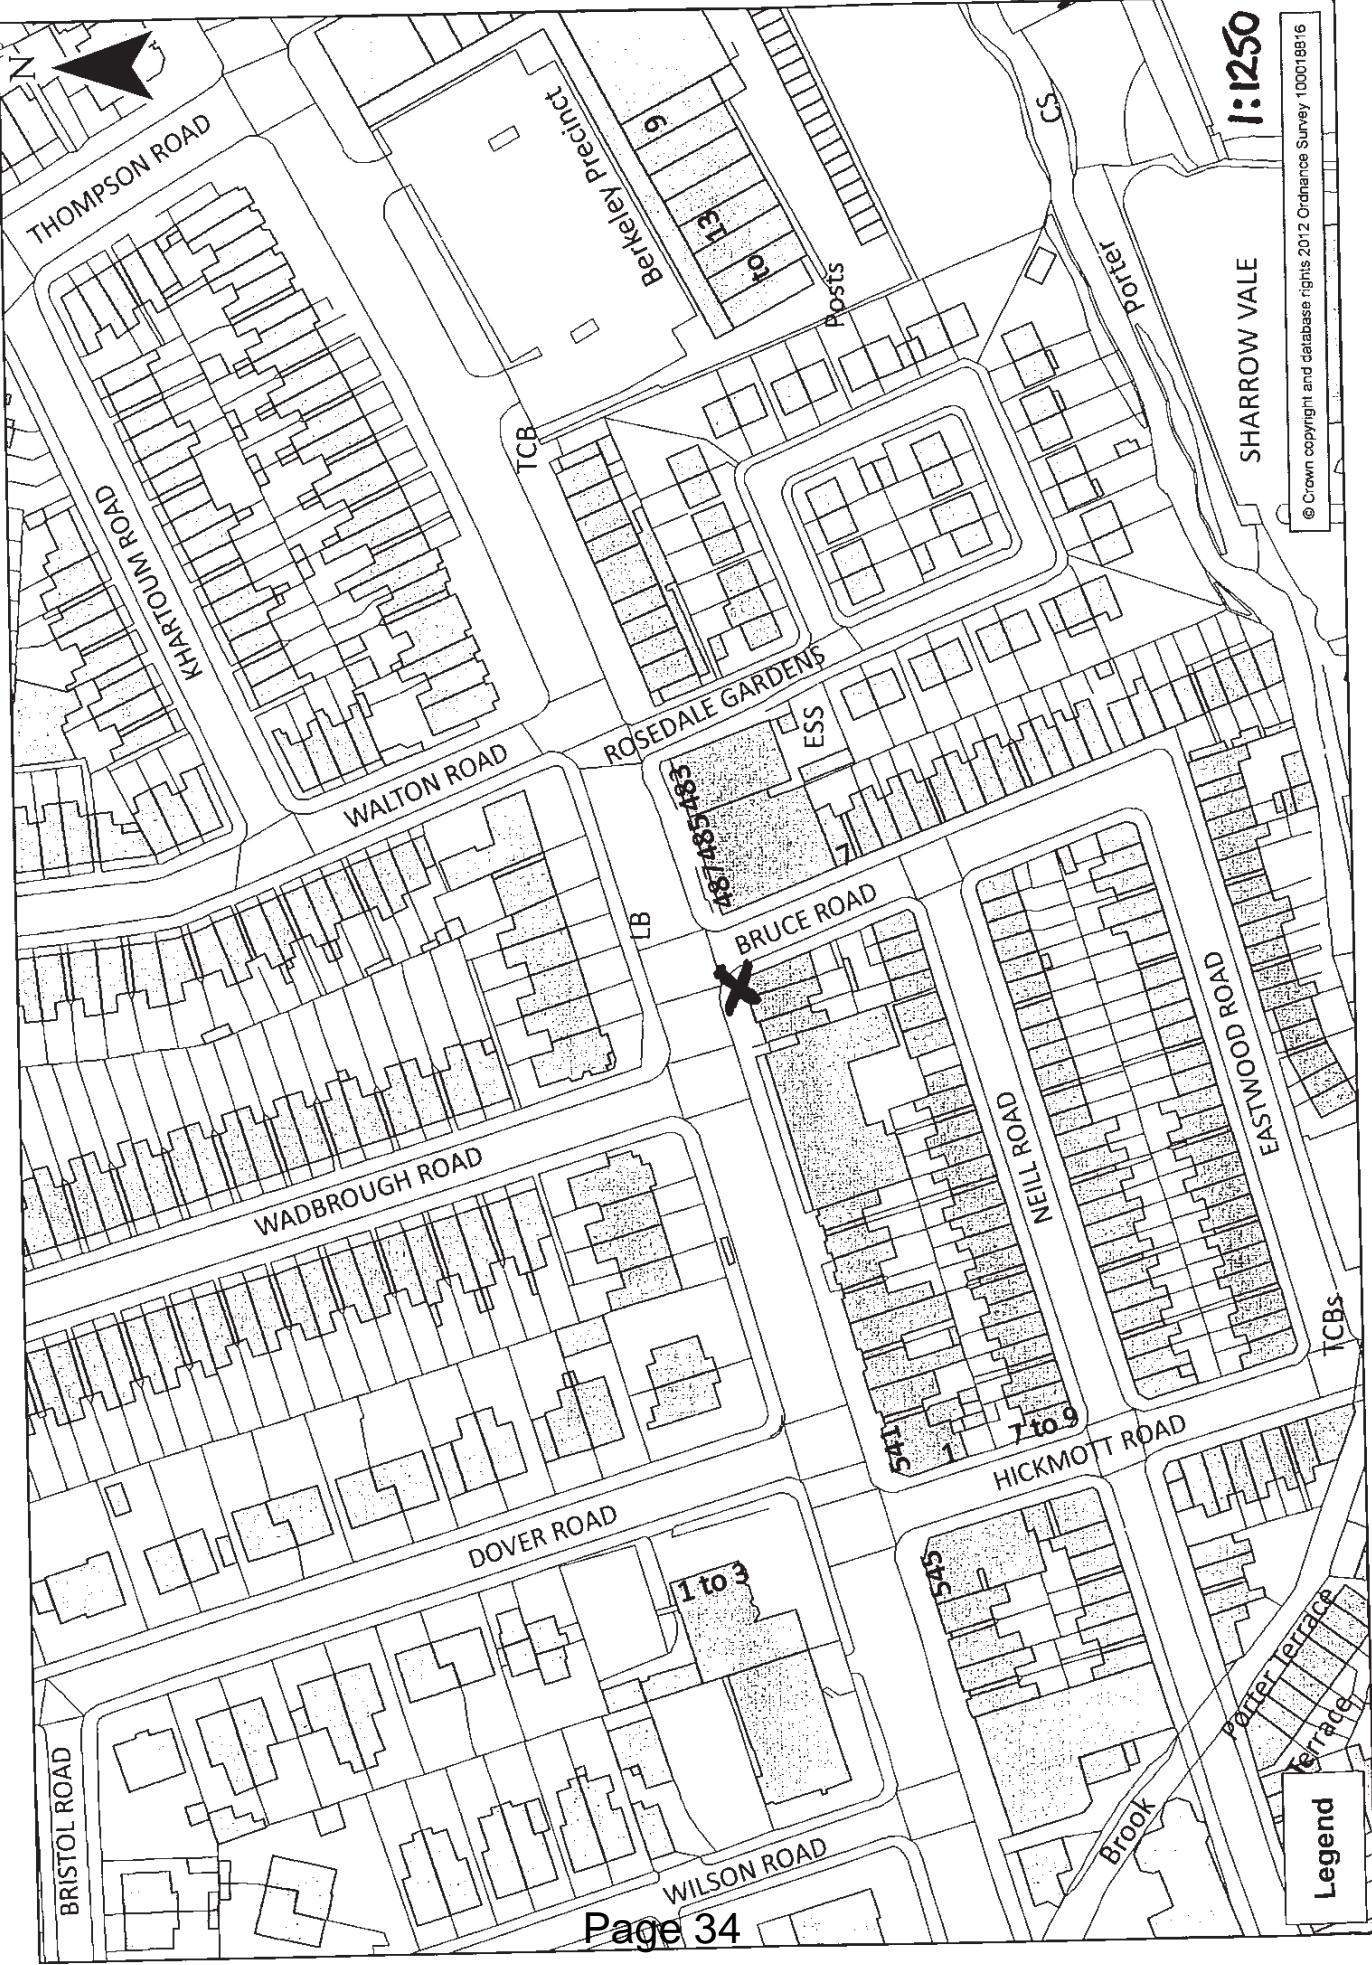 N
THOMPSON ROAD
1:1250
© Crown copyright and database rights 2012 Ordnance Survey 100018816
CS
Berkeley Precinct
9
to 13
Posts
Porter
SHARROW VALE
KHARTOUM ROAD
TCB
WALTON ROAD
ROSEDALE GARDENS
ESS
487 485 483
7
LB
BRUCE ROAD
WADBROUGH ROAD
NEILL ROAD
EASTWOOD ROAD
TCBs
541
1
7 to 9
HICKMOTT ROAD
DOVER ROAD
1 to 3
545
Porter Terrace
Terrace
Brook
BRISTOL ROAD
WILSON ROAD
Legend
Page 34